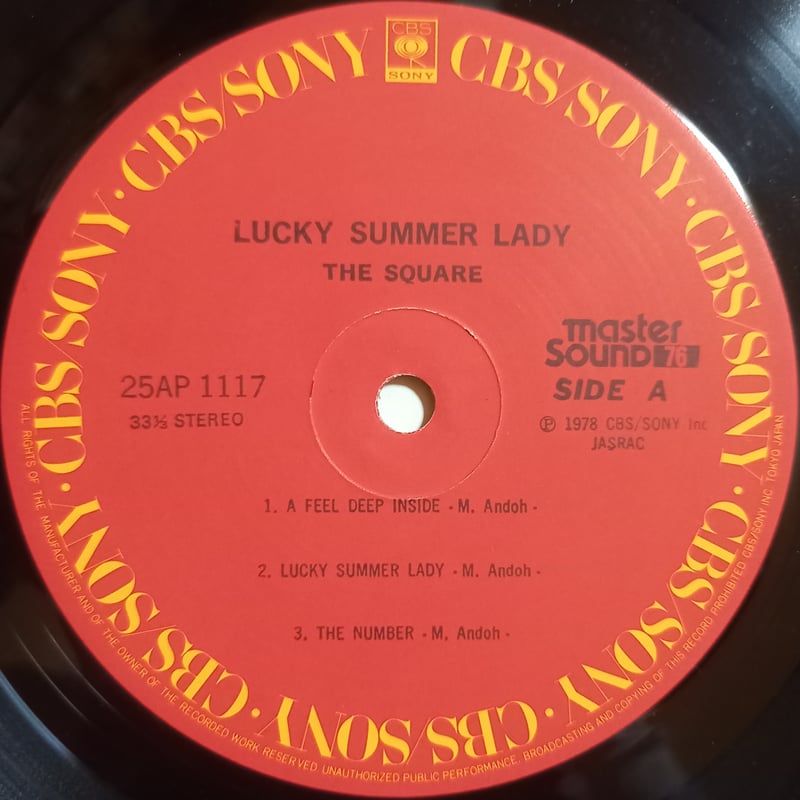 CBS
SONY
CBS/SONY · CBS/SONY · CBS/SONY · CBS/SONY · CBS/SONY · CBS/SONY · CBS/SONY · CBS/SONY · CBS/SONY
LUCKY SUMMER LADY
THE SQUARE
master
Sound 76
25AP 1117
SIDE A
33⅓ STEREO
Ⓟ 1978 CBS/SONY Inc
JASRAC
1. A FEEL DEEP INSIDE - M. Andoh -
2. LUCKY SUMMER LADY - M. Andoh -
3. THE NUMBER - M. Andoh -
ALL RIGHTS OF THE MANUFACTURER AND OF THE OWNER OF THE RECORDED WORK RESERVED UNAUTHORIZED PUBLIC PERFORMANCE, BROADCASTING AND COPYING OF THIS RECORD PROHIBITED CBS/SONY INC TOKYO JAPAN